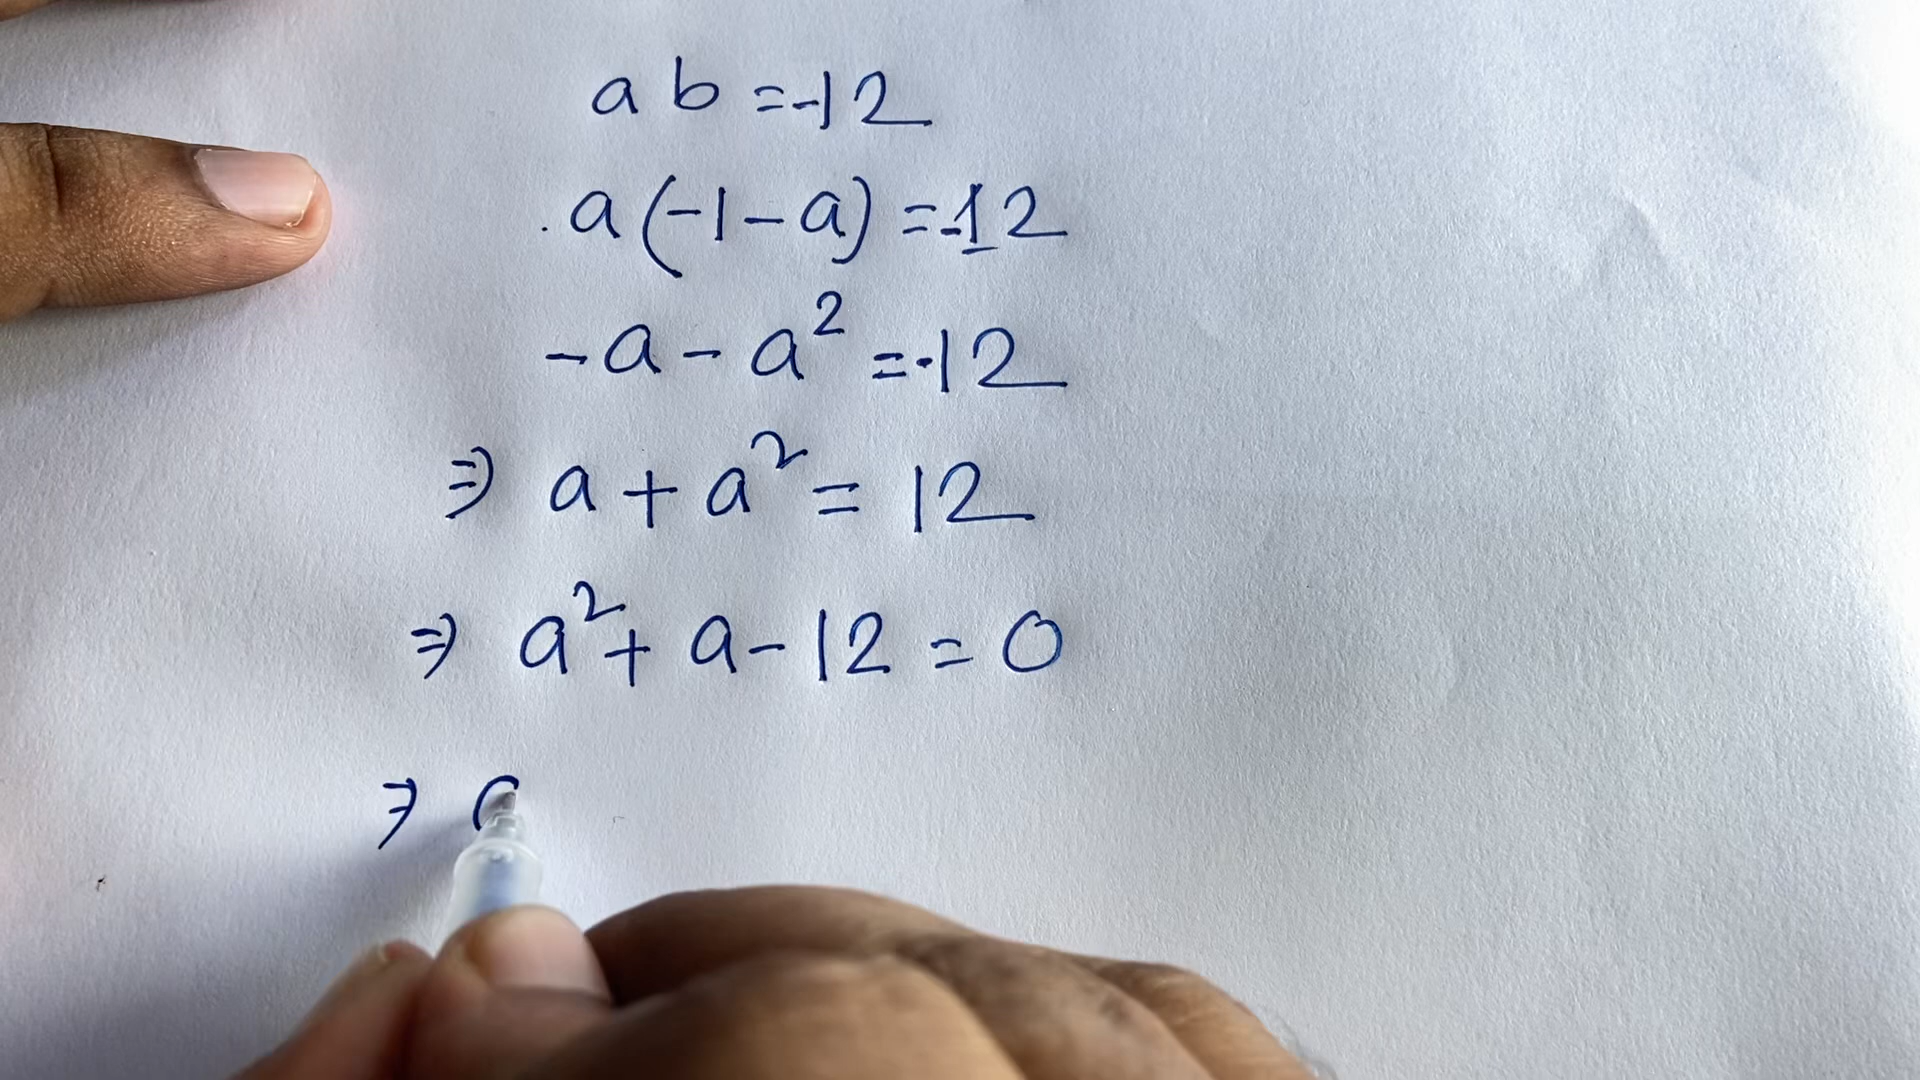 ab=-12
a(-1-a)=-12
-a-a²=-12
⇒ a+a²=12
⇒ a²+a-12=0
⇒